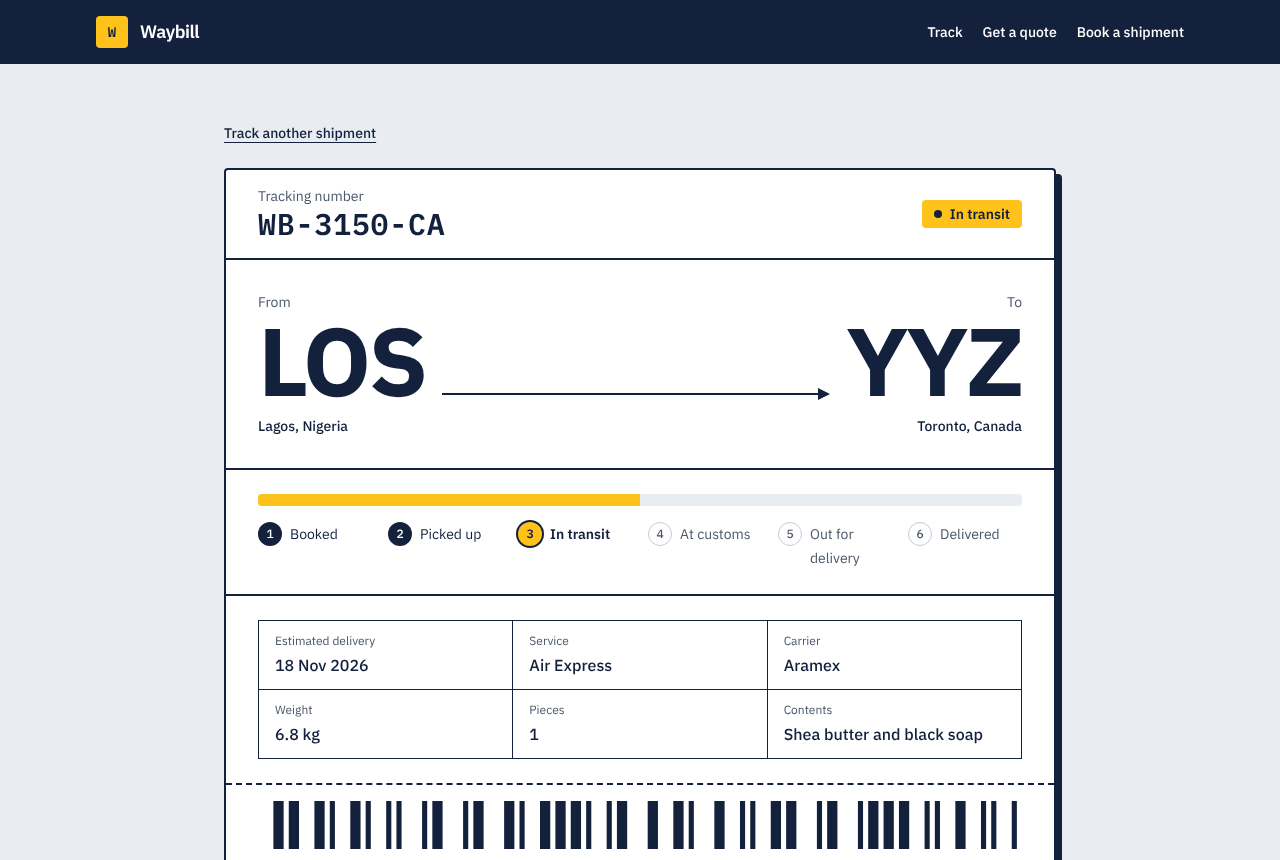 W Waybill Track Get a quote Book a shipment
Track another shipment
Tracking number
WB-3150-CA
In transit
From To
LOS YYZ
Lagos, Nigeria Toronto, Canada
1 Booked 2 Picked up 3 In transit 4 At customs 5 Out for delivery 6 Delivered
Estimated delivery Service Carrier
18 Nov 2026 Air Express Aramex
Weight Pieces Contents
6.8 kg 1 Shea butter and black soap